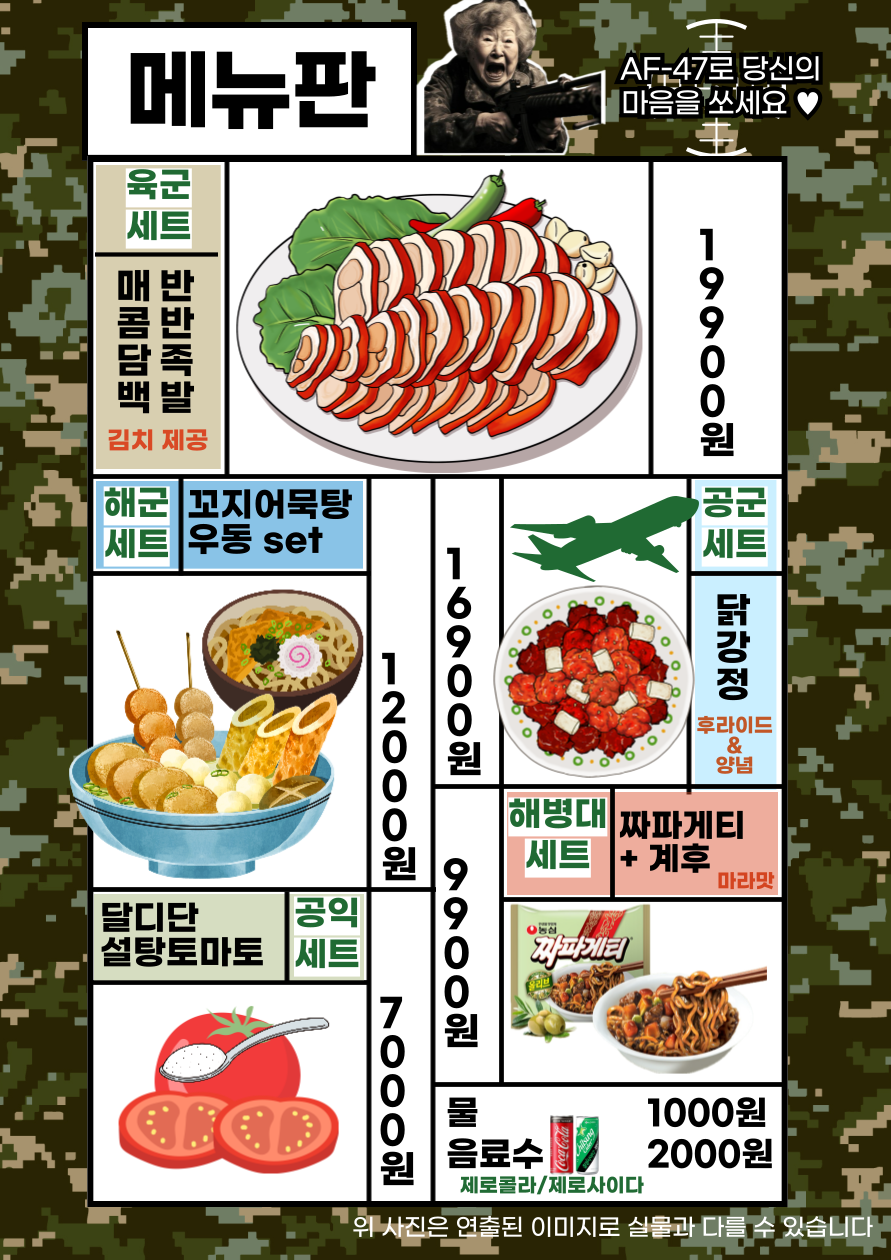 메뉴판
AF-47로 당신의
마음을 쏘세요 ♥
육군
세트
반반족발
매콤담백
김치 제공
19900원
해군
세트
꼬지어묵탕
우동 set
12000원
16900원
공군
세트
닭강정
후라이드
&
양념
해병대
세트
짜파게티
+ 계후
마라맛
9900원
농심
짜파게티
올리브
달디단
설탕토마토
공익
세트
7000원
물 1000원
음료수 2000원
Coca-Cola
Chilsung
제로콜라/제로사이다
위 사진은 연출된 이미지로 실물과 다를 수 있습니다